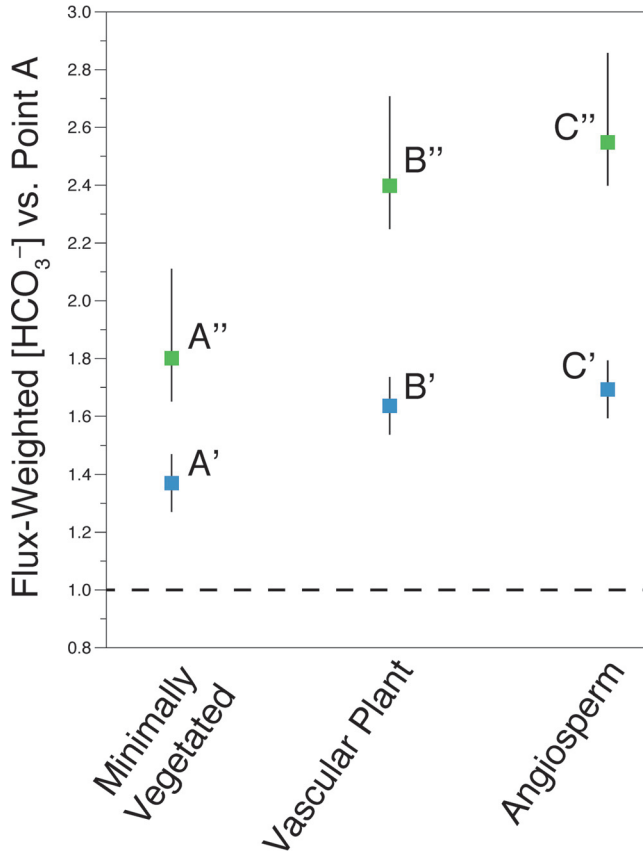 Flux-Weighted [HCO₃⁻] vs. Point A
3.0
2.8
2.6
2.4
2.2
2.0
1.8
1.6
1.4
1.2
1.0
0.8
C’’
B’’
A’’
C’
B’
A’
Minimally
Vegetated
Vascular Plant
Angiosperm